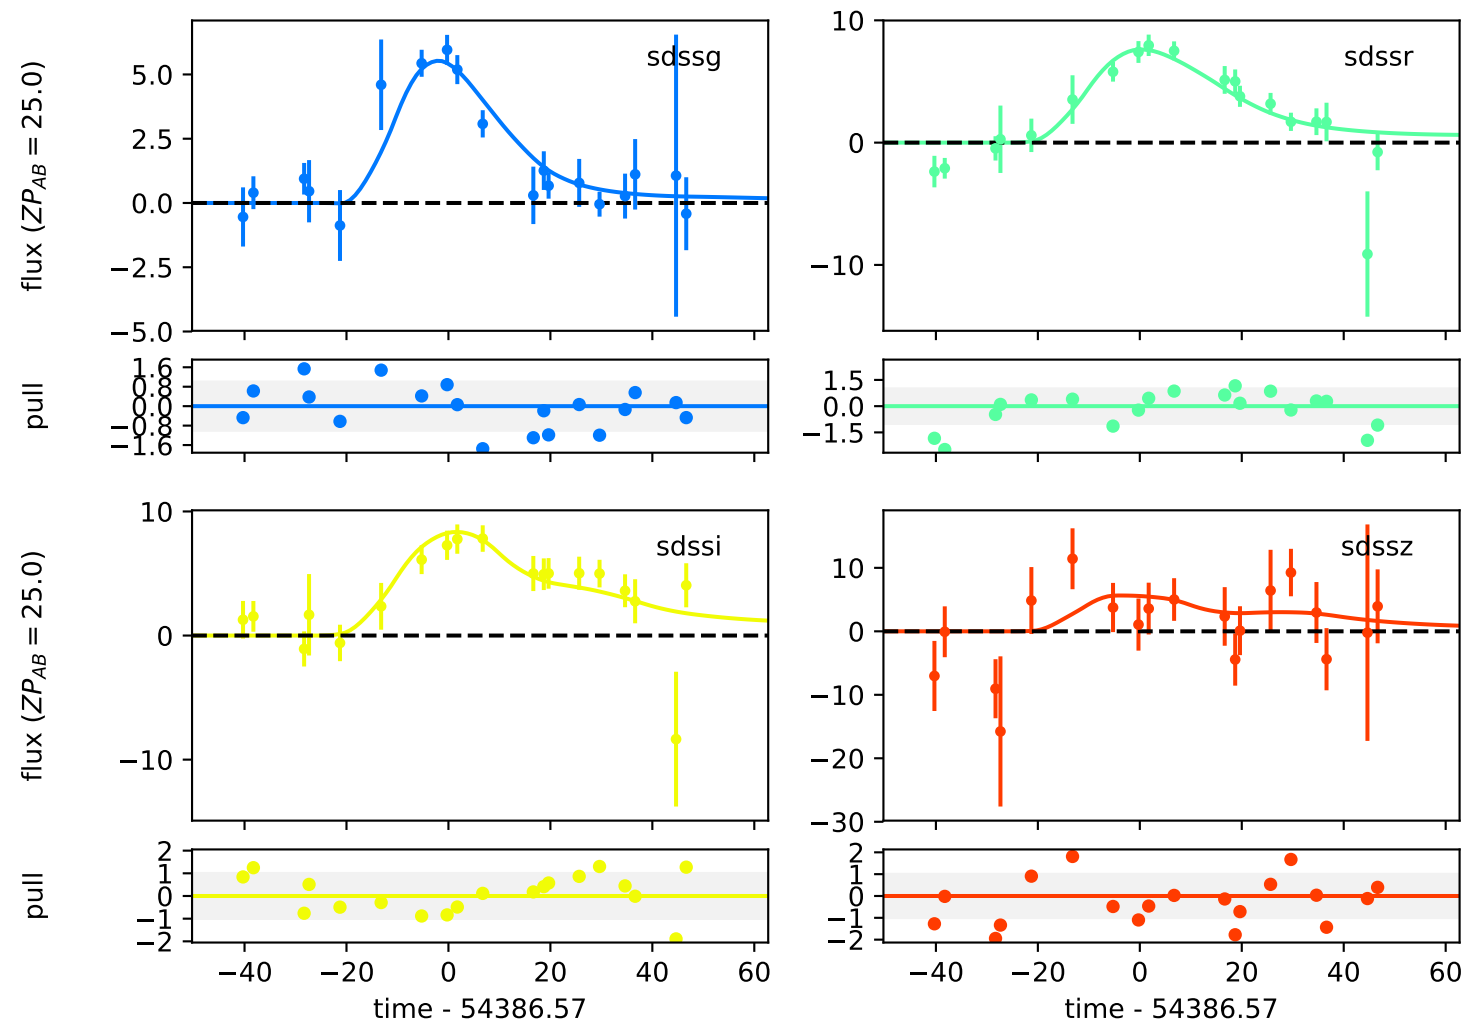 flux (ZP_AB = 25.0)
5.0
2.5
0.0
−2.5
−5.0
sdssg
10
0
−10
sdssr
pull
1.6
0.8
0.0
−0.8
−1.6
1.5
0.0
−1.5
flux (ZP_AB = 25.0)
10
0
−10
sdssi
10
0
−10
−20
−30
sdssz
pull
2
1
0
−1
−2
2
1
0
−1
−2
−40 −20 0 20 40 60
−40 −20 0 20 40 60
time - 54386.57
time - 54386.57